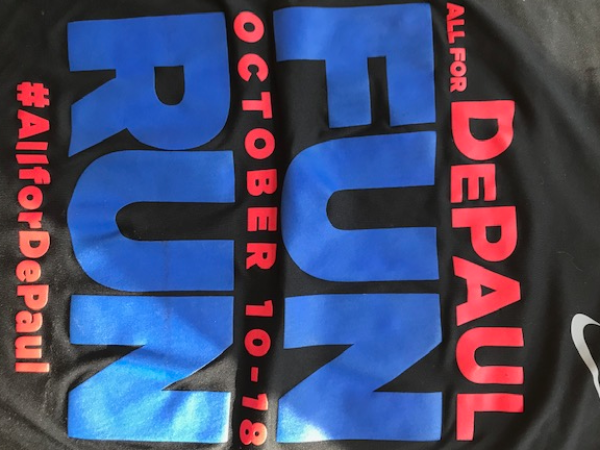 ALL FOR DEPAUL
FUN
OCTOBER 10-18
RUN
#AllforDePaul